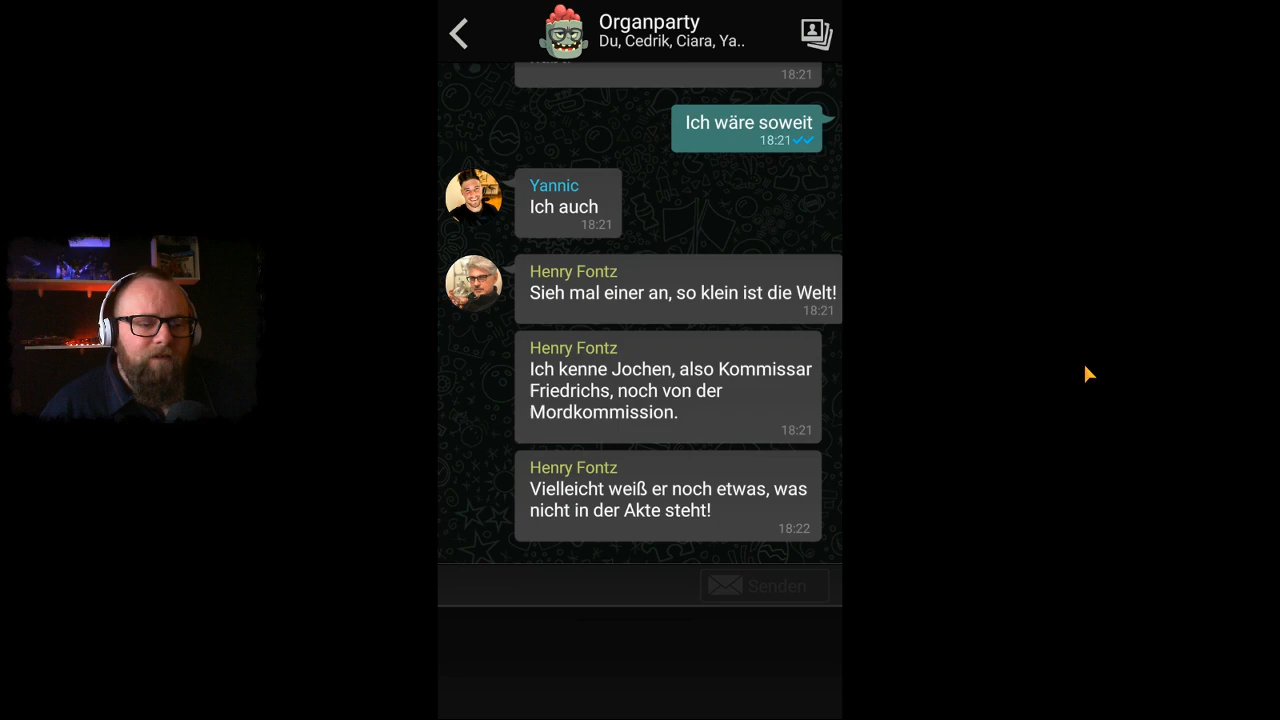 Organparty
Du, Cedrik, Ciara, Ya..
18:21
Ich wäre soweit
18:21
Yannic
Ich auch
18:21
Henry Fontz
Sieh mal einer an, so klein ist die Welt!
18:21
Henry Fontz
Ich kenne Jochen, also Kommissar
Friedrichs, noch von der
Mordkommission.
18:21
Henry Fontz
Vielleicht weiß er noch etwas, was
nicht in der Akte steht!
18:22
Senden